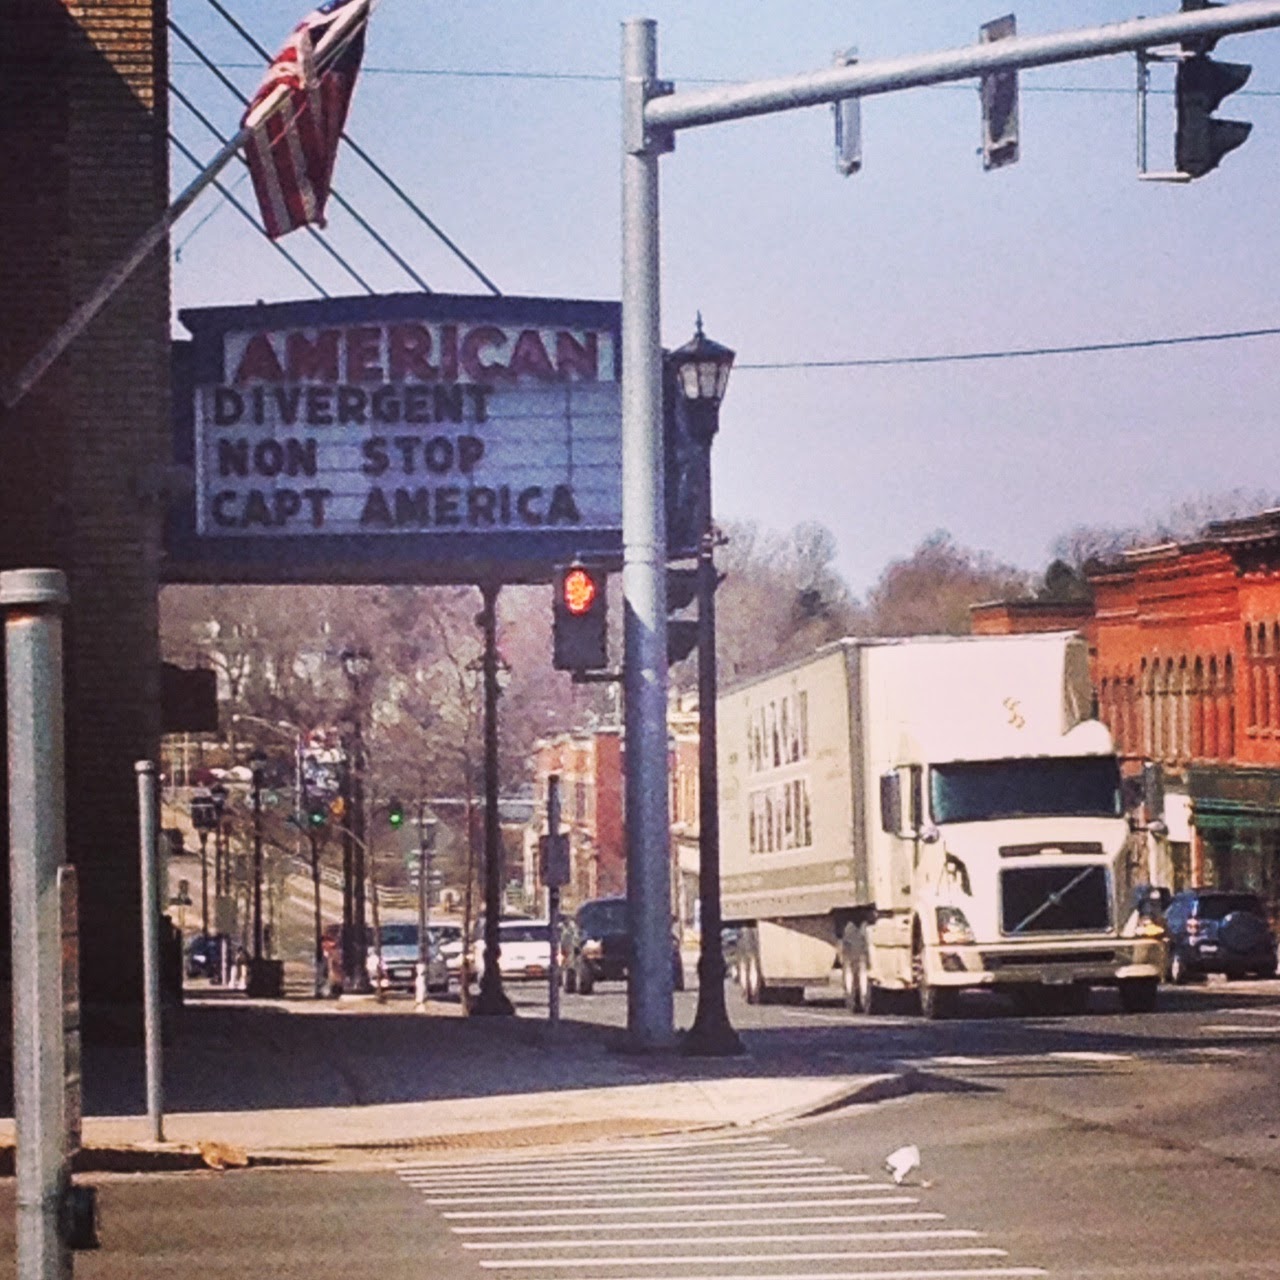 AMERICAN
DIVERGENT
NON STOP
CAPT AMERICA